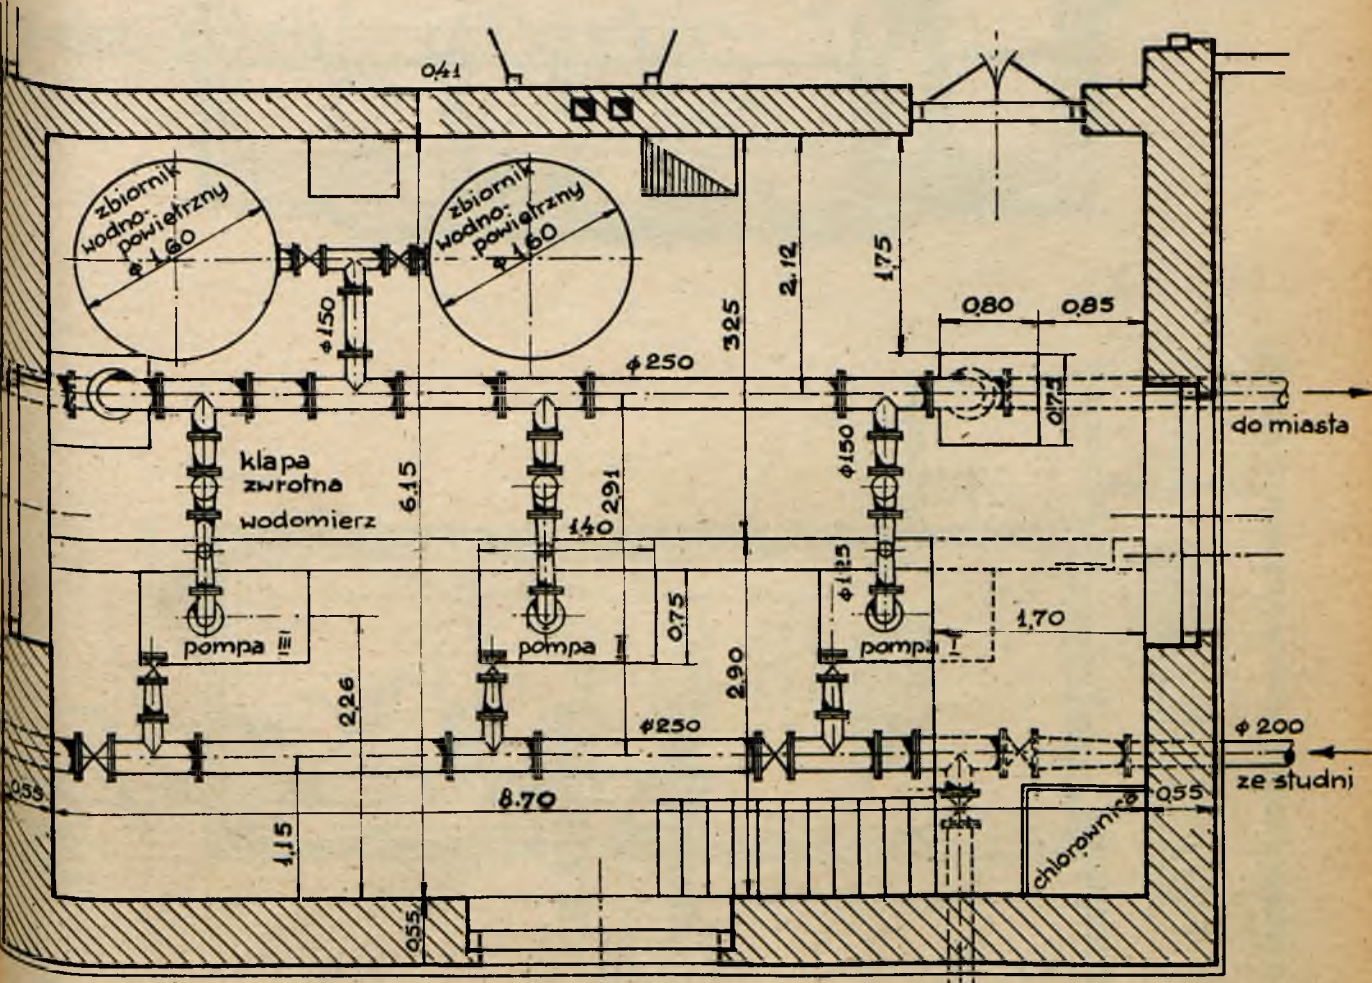 0,41
zbiornik
wodno-
powietrzny
ϕ 1.60
zbiornik
wodno-
powietrzny
ϕ 1.60
ϕ 150
3.25
2.12
1.75
0.80
0.85
ϕ 250
0.75
do miasta
klapa
zwrotna
wodomierz
6.15
2.91
ϕ 150
1.40
ϕ 125
0.75
1.70
pompa III
pompa II
pompa I
2.26
2.90
ϕ 250
ϕ 200
ze studni
0.55
8.70
0.55
1.15
chlorownica
0.55